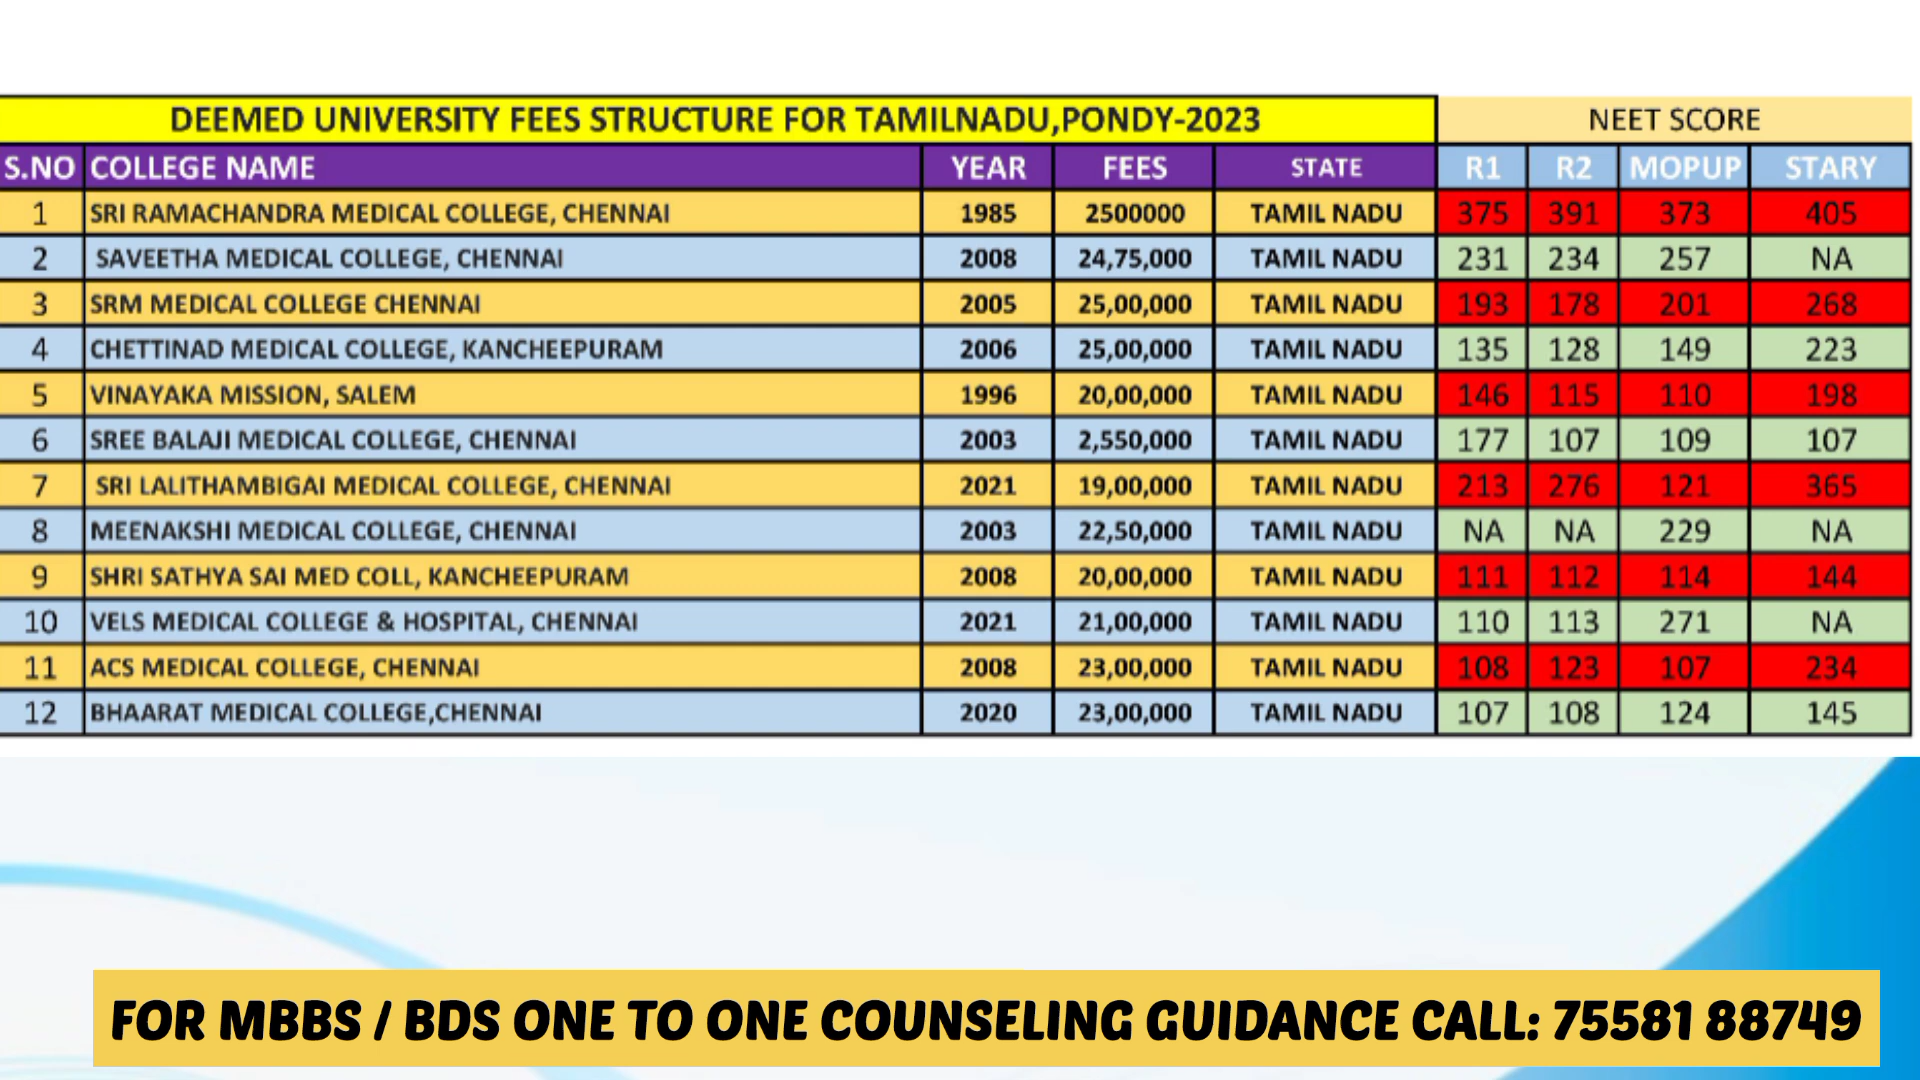 DEEMED UNIVERSITY FEES STRUCTURE FOR TAMILNADU,PONDY-2023 NEET SCORE
S.NO COLLEGE NAME YEAR FEES STATE R1 R2 MOPUP STARY
1 SRI RAMACHANDRA MEDICAL COLLEGE, CHENNAI 1985 2500000 TAMIL NADU 375 391 373 405
2 SAVEETHA MEDICAL COLLEGE, CHENNAI 2008 24,75,000 TAMIL NADU 231 234 257 NA
3 SRM MEDICAL COLLEGE CHENNAI 2005 25,00,000 TAMIL NADU 193 178 201 268
4 CHETTINAD MEDICAL COLLEGE, KANCHEEPURAM 2006 25,00,000 TAMIL NADU 135 128 149 223
5 VINAYAKA MISSION, SALEM 1996 20,00,000 TAMIL NADU 146 115 110 198
6 SREE BALAJI MEDICAL COLLEGE, CHENNAI 2003 2,550,000 TAMIL NADU 177 107 109 107
7 SRI LALITHAMBIGAI MEDICAL COLLEGE, CHENNAI 2021 19,00,000 TAMIL NADU 213 276 121 365
8 MEENAKSHI MEDICAL COLLEGE, CHENNAI 2003 22,50,000 TAMIL NADU NA NA 229 NA
9 SHRI SATHYA SAI MED COLL, KANCHEEPURAM 2008 20,00,000 TAMIL NADU 111 112 114 144
10 VELS MEDICAL COLLEGE & HOSPITAL, CHENNAI 2021 21,00,000 TAMIL NADU 110 113 271 NA
11 ACS MEDICAL COLLEGE, CHENNAI 2008 23,00,000 TAMIL NADU 108 123 107 234
12 BHAARAT MEDICAL COLLEGE,CHENNAI 2020 23,00,000 TAMIL NADU 107 108 124 145
FOR MBBS / BDS ONE TO ONE COUNSELING GUIDANCE CALL: 75581 88749